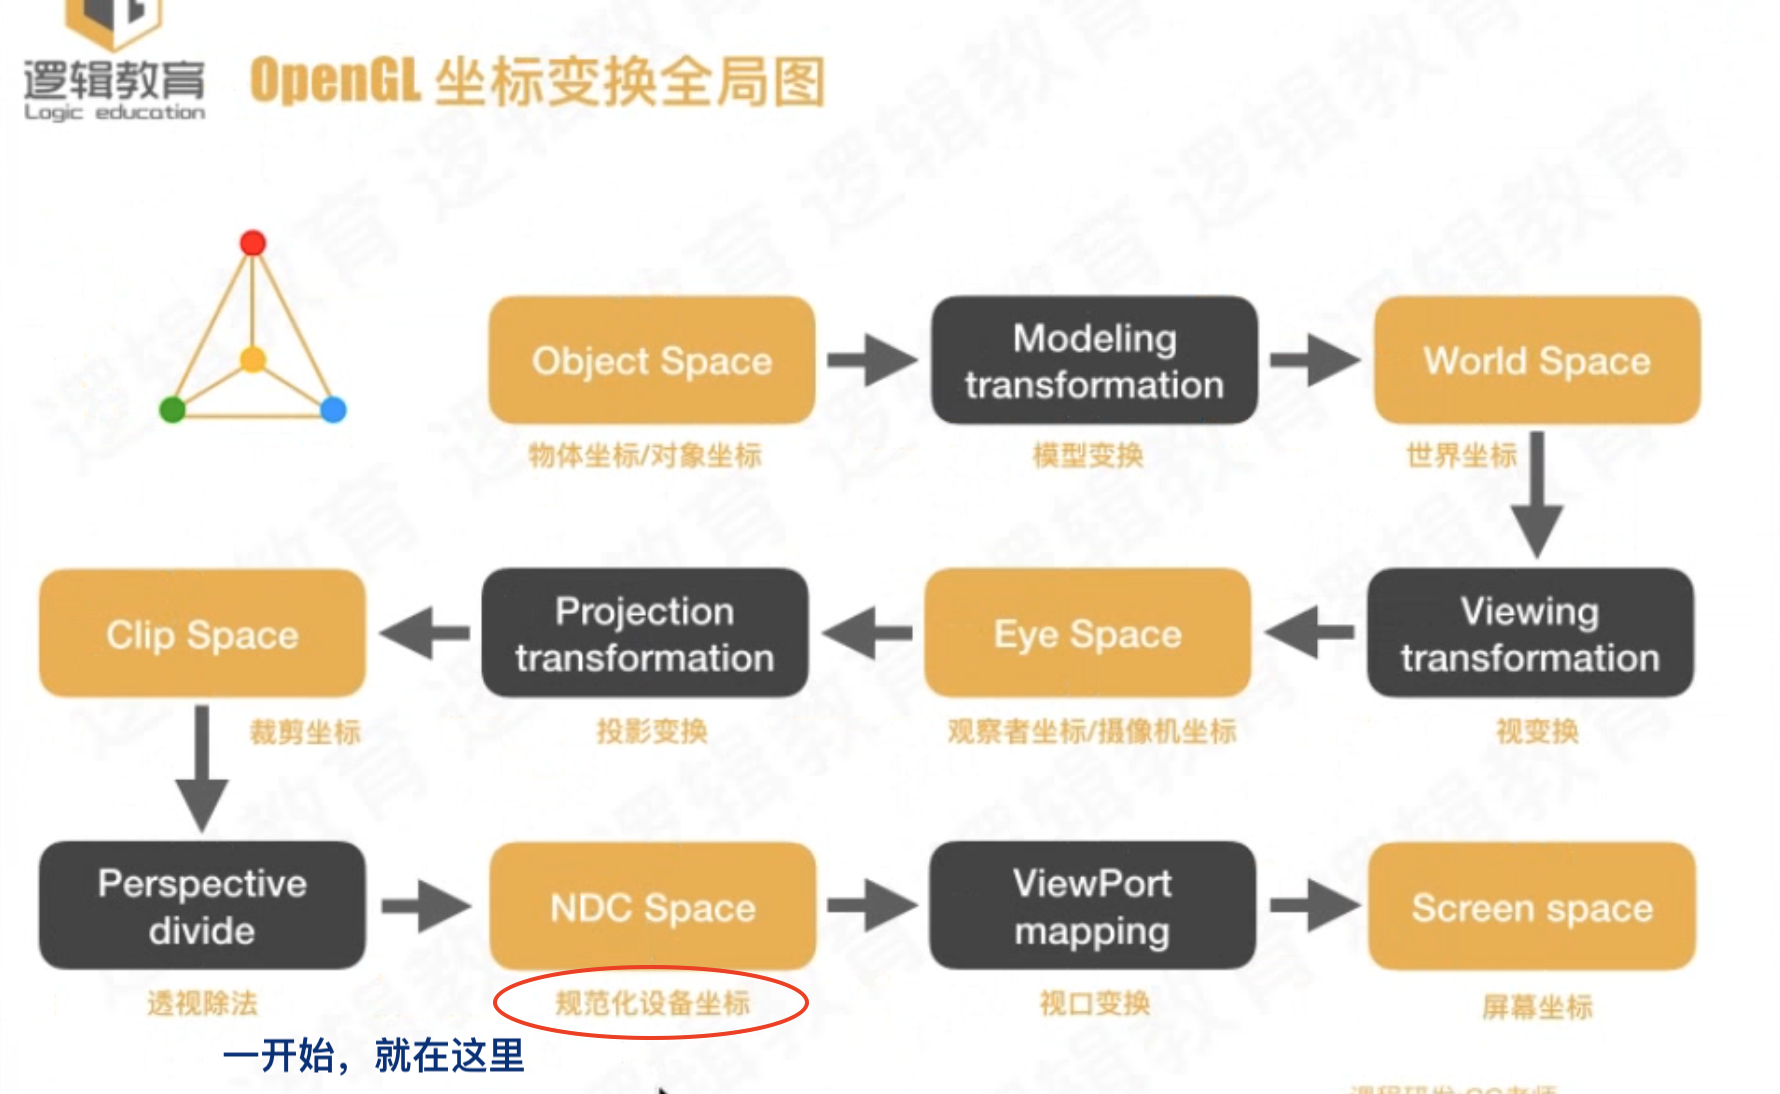 逻辑教育
Logic education
OpenGL 坐标变换全局图
Object Space
Modeling
transformation
World Space
物体坐标/对象坐标
模型变换
世界坐标
Clip Space
Projection
transformation
Eye Space
Viewing
transformation
裁剪坐标
投影变换
观察者坐标/摄像机坐标
视变换
Perspective
divide
NDC Space
ViewPort
mapping
Screen space
透视除法
规范化设备坐标
视口变换
屏幕坐标
一开始，就在这里